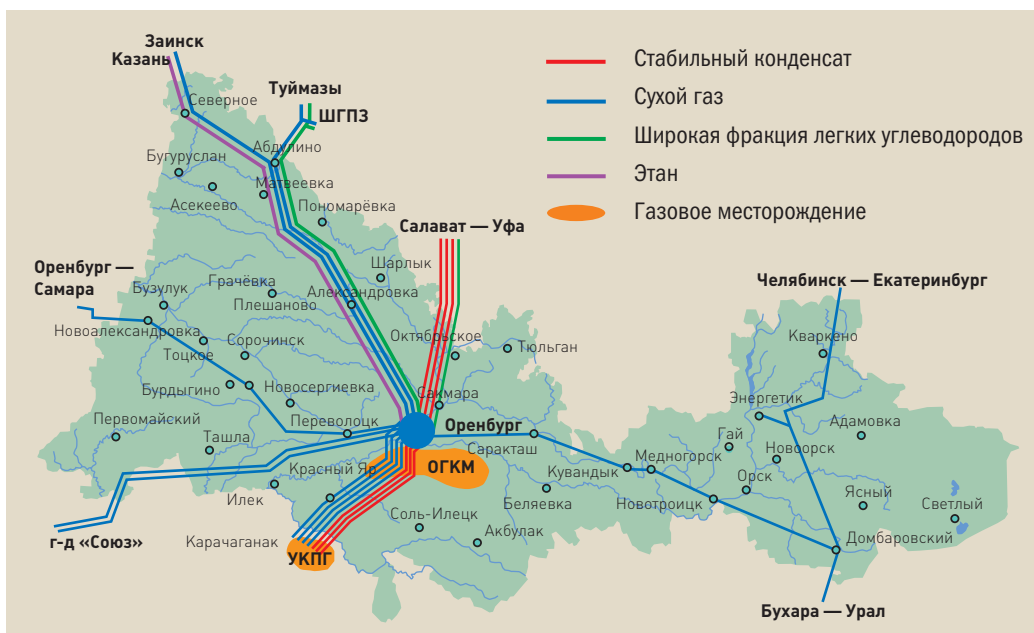 Заинск
Казань
Северное
Туймазы
ШГПЗ
Абдулино
Бугуруслан
Матвеевка
Асекеево
Пономарёвка
Салават — Уфа
Шарлык
Оренбург —
Самара
Бузулук
Грачёвка
Плешаново
Александровка
Новоалександровка
Тоцкое
Сорочинск
Октябрьское
Тюльган
Бурдыгино
Новосергиевка
Сакмара
Первомайский
Ташла
Переволоцк
Оренбург
Саракташ
Красный Яр
ОГКМ
Илек
Кувандык
Медногорск
Беляевка
Новотроицк
Соль-Илецк
Акбулак
г-д «Союз»
Карачаганак
УКПГ
Стабильный конденсат
Сухой газ
Широкая фракция легких углеводородов
Этан
Газовое месторождение
Челябинск — Екатеринбург
Кваркено
Энергетик
Адамовка
Гай
Новоорск
Орск
Ясный
Светлый
Домбаровский
Бухара — Урал